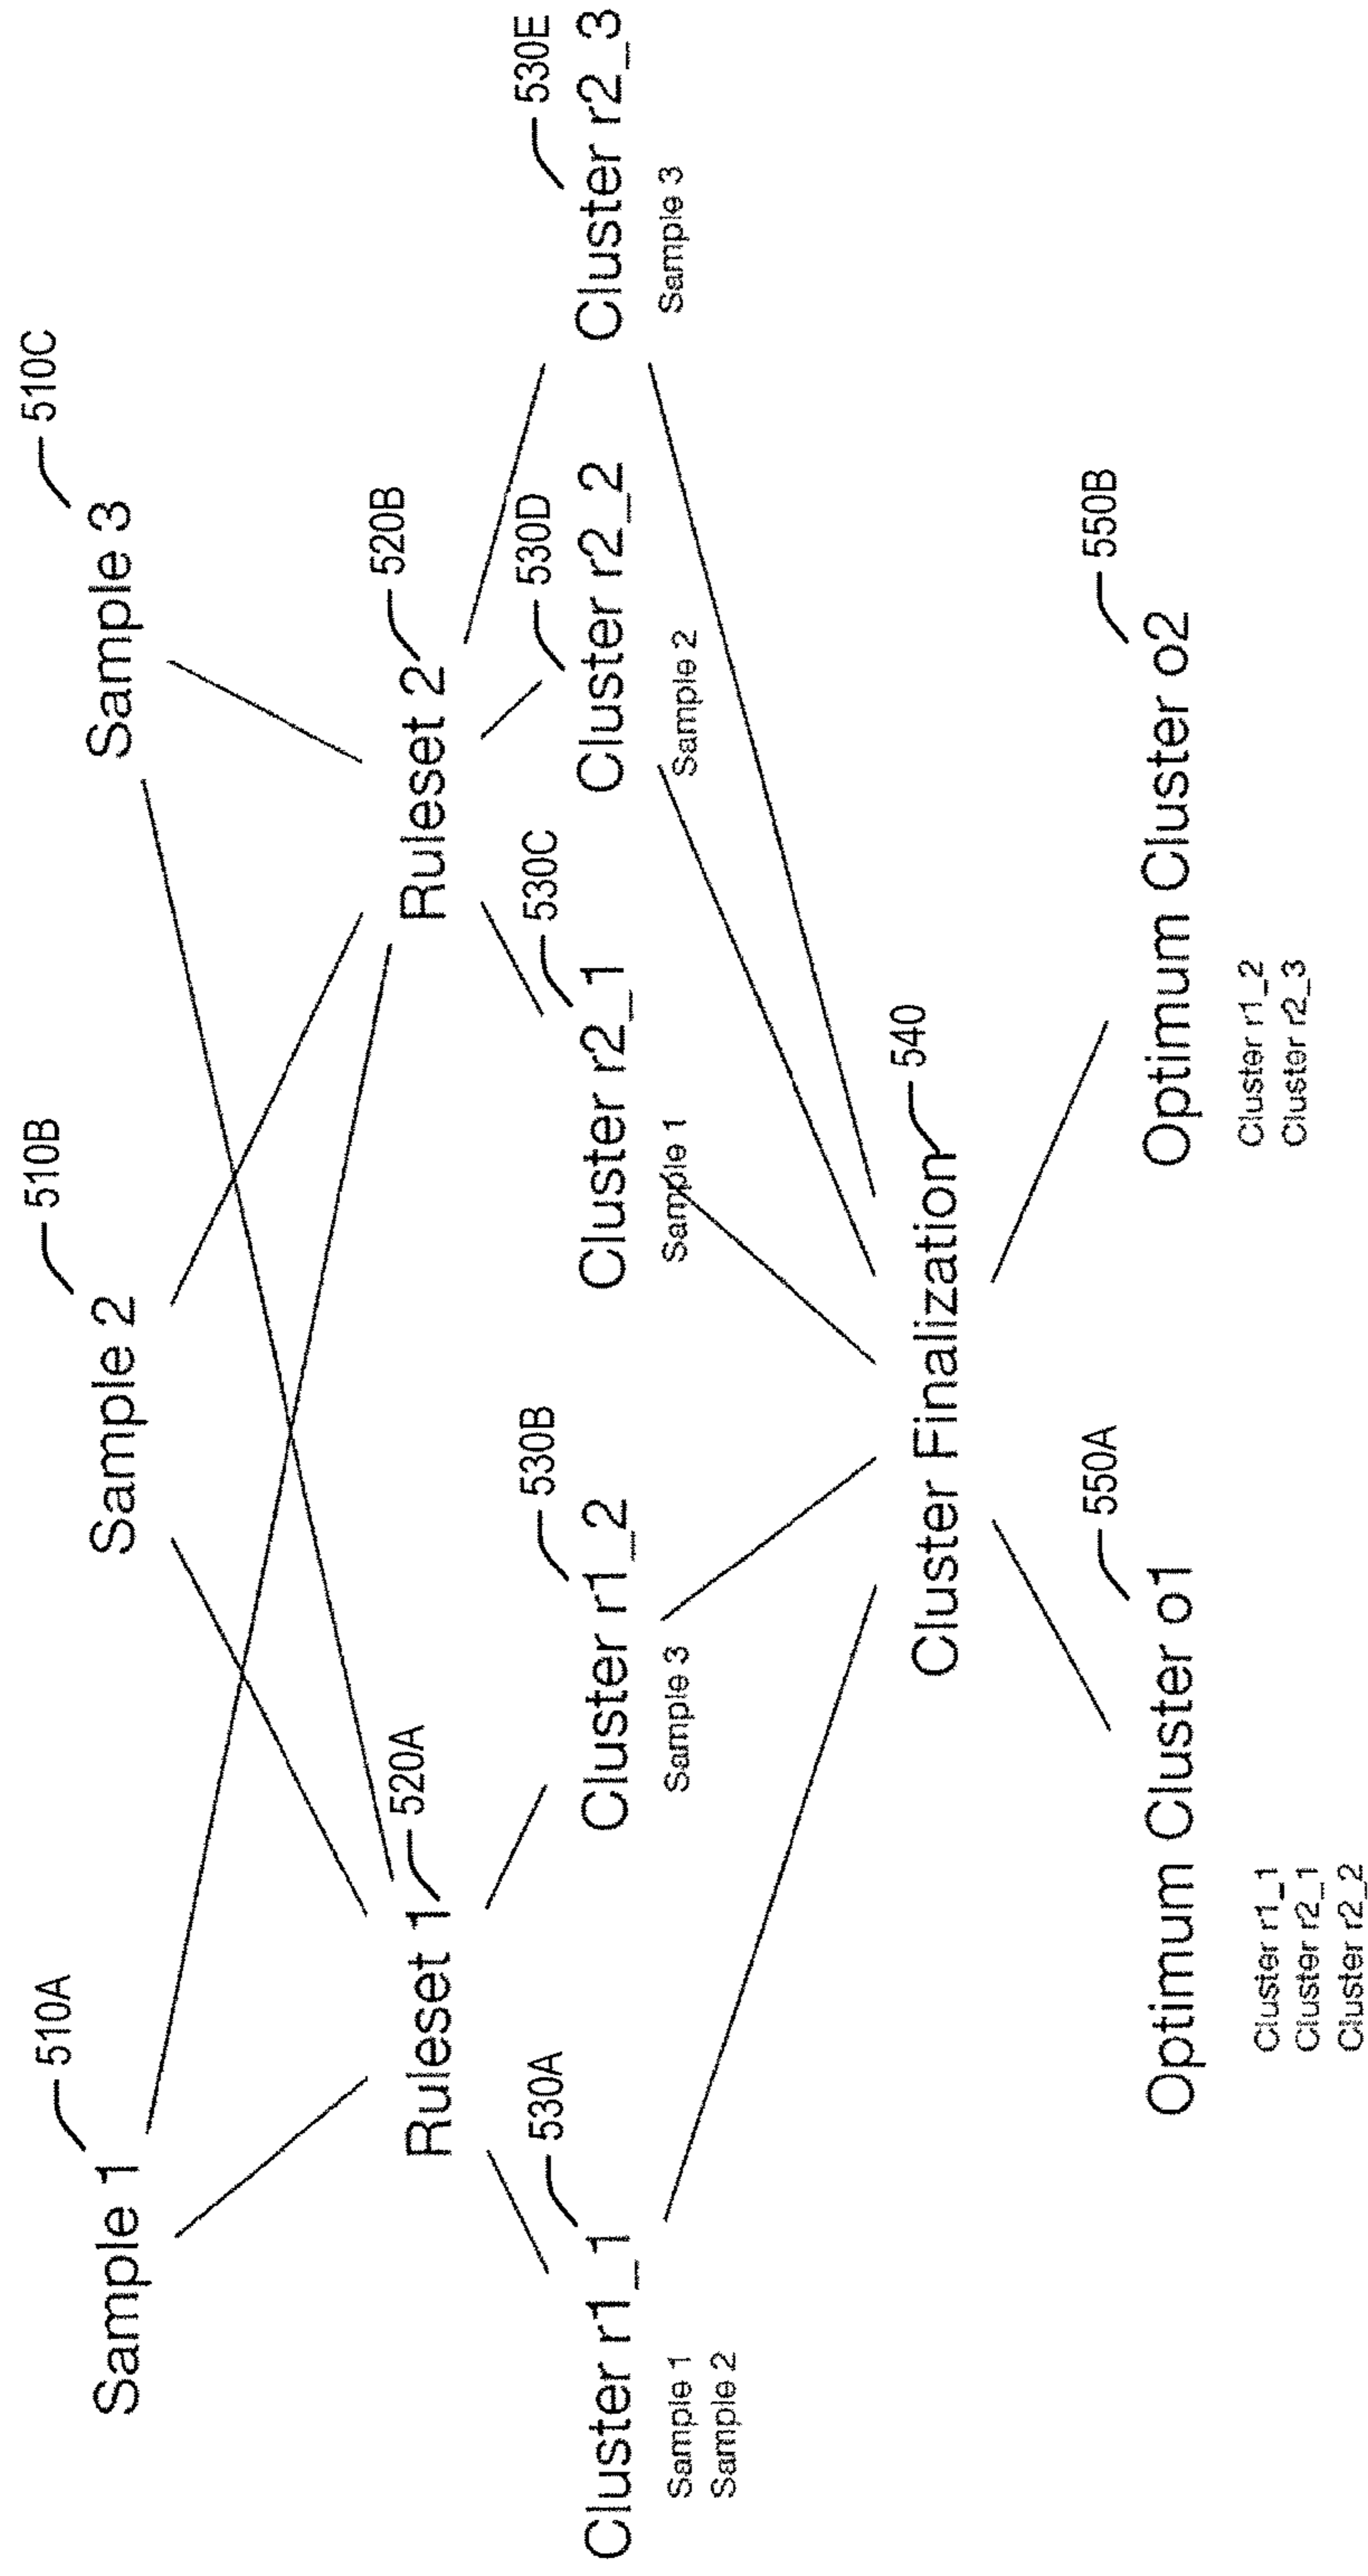 510A
510B
510C
Sample 1
Sample 2
Sample 3
520A
520B
Ruleset 1
Ruleset 2
530A
530B
530C
530D
530E
Cluster r1_1
Cluster r1_2
Cluster r2_1
Cluster r2_2
Cluster r2_3
Sample 1
Sample 2
Sample 3
Sample 1
Sample 2
Sample 3
540
Cluster Finalization
550A
550B
Optimum Cluster o1
Optimum Cluster o2
Cluster r1_1
Cluster r2_1
Cluster r2_2
Cluster r1_2
Cluster r2_3